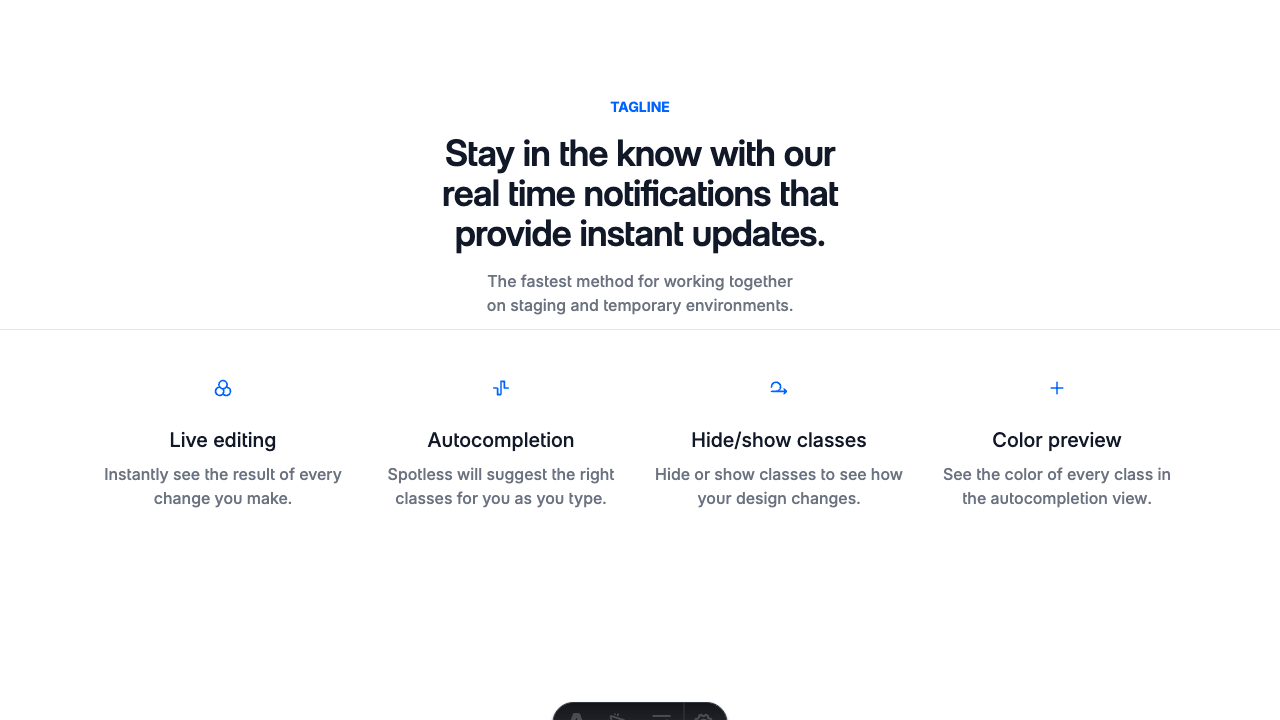 TAGLINE
Stay in the know with our
real time notifications that
provide instant updates.
The fastest method for working together
on staging and temporary environments.
Live editing
Instantly see the result of every
change you make.
Autocompletion
Spotless will suggest the right
classes for you as you type.
Hide/show classes
Hide or show classes to see how
your design changes.
Color preview
See the color of every class in
the autocompletion view.